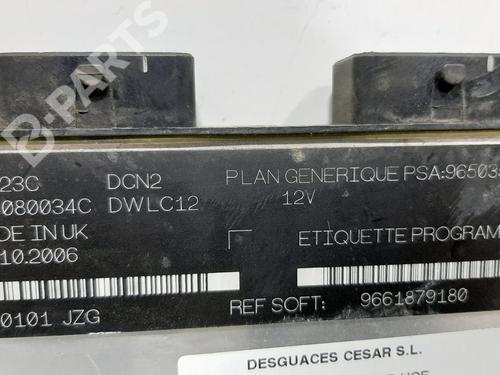 B-PARTS
23C DCN2 PLAN GENERIQUE PSA:96503
080034C DWLC12 12V
DE IN UK ETIQUETTE PROGRAM
10.2006
0101 JZG REF SOFT: 9661879180
DESGUACES CESAR S.L.